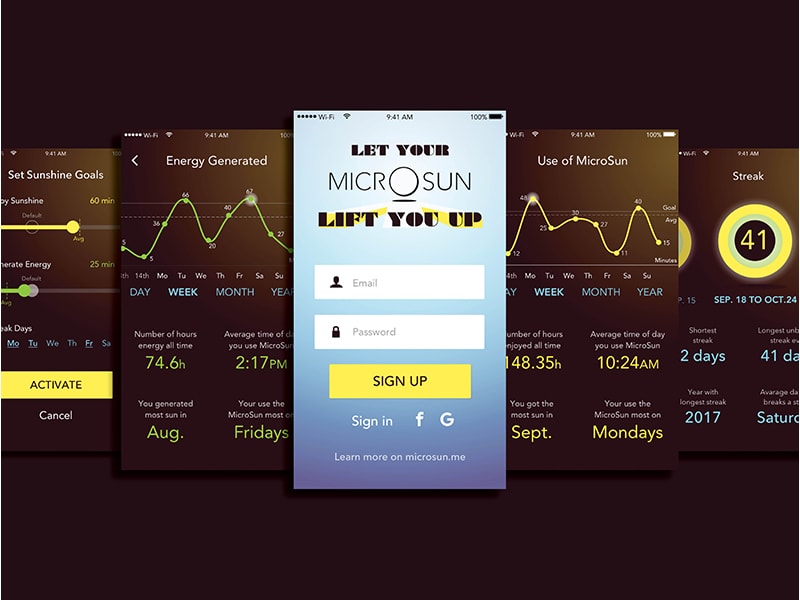 9:41 AM
Set Sunshine Goals
by Sunshine
60 min
Default
Avg
nerate Energy
25 min
Default
Avg
eak Days
Mo Tu We Th Fr Sa
ACTIVATE
Cancel
Wi-Fi 9:41 AM
Energy Generated
5 5 66 20 40 67 27
14th Mo Tu We Th Fr Sa Su
DAY WEEK MONTH YEAR
Number of hours
energy all time
74.6h
Average time of day
you use MicroSun
2:17PM
You generated
most sun in
Aug.
Your use the
MicroSun most on
Fridays
Wi-Fi 9:41 AM 100%
LET YOUR
MICROSUN
LIFT YOU UP
Email
Password
SIGN UP
Sign in f G
Learn more on microsun.me
Wi-Fi 9:41 AM 100%
Use of MicroSun
12 48 25 30 27 40 15
Goal
Avg
Minutes
Mo Tu We Th Fr Sa Su
DAY WEEK MONTH YEAR
Number of hours
enjoyed all time
148.35h
Average time of day
you use MicroSun
10:24AM
You got the
most sun in
Sept.
Your use the
MicroSun most on
Mondays
Wi-Fi 9:41 AM
Streak
41
P. 15
SEP. 18 TO OCT.24
Shortest
streak
2 days
Longest unb
streak ev
41 da
Year with
longest streak
2017
Avarage da
breaks a st
Saturd